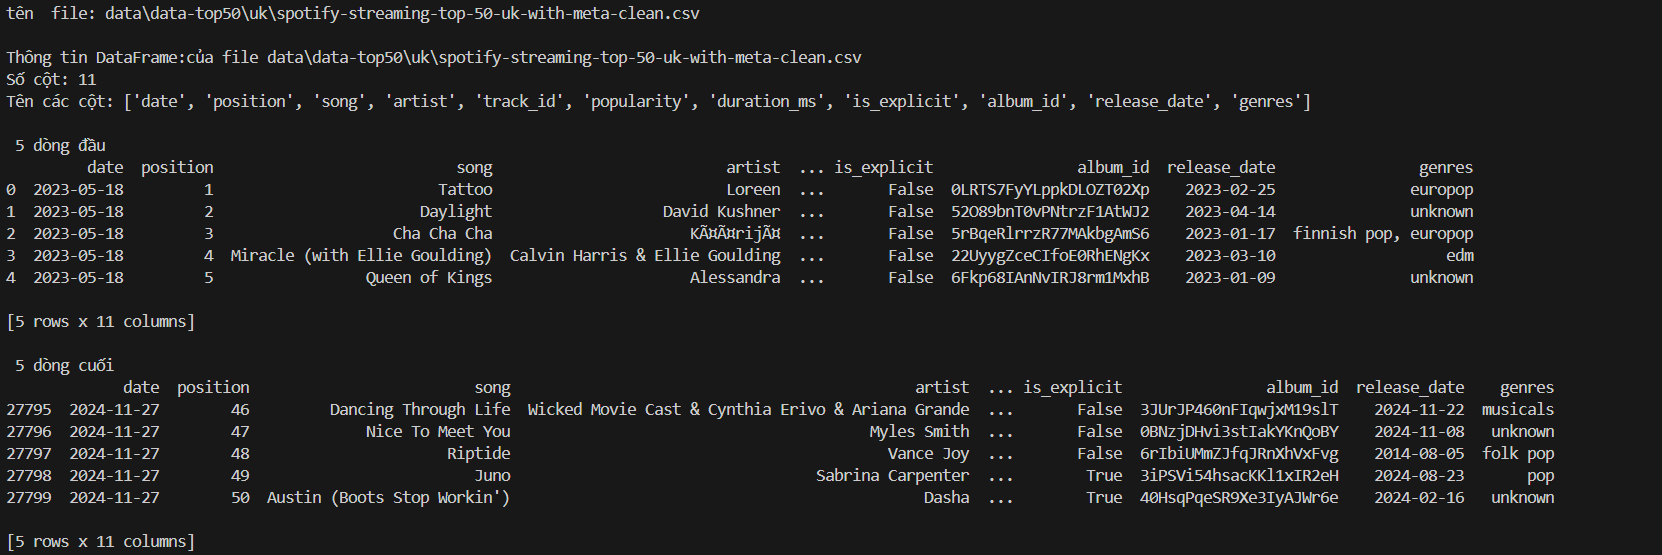 tên  file: data\data-top50\uk\spotify-streaming-top-50-uk-with-meta-clean.csv
Thông tin DataFrame:của file data\data-top50\uk\spotify-streaming-top-50-uk-with-meta-clean.csv
Số cột: 11
Tên các cột: ['date', 'position', 'song', 'artist', 'track_id', 'popularity', 'duration_ms', 'is_explicit', 'album_id', 'release_date', 'genres']
5 dòng đầu
date position song artist ... is_explicit album_id release_date genres
0 2023-05-18 1 Tattoo Loreen ... False 0LRTS7FyYLppkDLOZT02Xp 2023-02-25 europop
1 2023-05-18 2 Daylight David Kushner ... False 52O89bnT0vPNtrzF1AtWJ2 2023-04-14 unknown
2 2023-05-18 3 Cha Cha Cha KÃ¤Ã¤rijÃ¤ ... False 5rBqeRlrrzR77MAkbgAmS6 2023-01-17 finnish pop, europop
3 2023-05-18 4 Miracle (with Ellie Goulding) Calvin Harris & Ellie Goulding ... False 22UyygZceCIfoE0RhENgKx 2023-03-10 edm
4 2023-05-18 5 Queen of Kings Alessandra ... False 6Fkp68IAnNvIRJ8rm1MxhB 2023-01-09 unknown
[5 rows x 11 columns]
5 dòng cuối
date position song artist ... is_explicit album_id release_date genres
27795 2024-11-27 46 Dancing Through Life Wicked Movie Cast & Cynthia Erivo & Ariana Grande ... False 3JUrJP460nFIqwjxM19SlT 2024-11-22 musicals
27796 2024-11-27 47 Nice To Meet You Myles Smith ... False 0BNzjDHvi3stIakYKnQoBY 2024-11-08 unknown
27797 2024-11-27 48 Riptide Vance Joy ... False 6rIbiUMmZJfqJRnXhVxFvg 2014-08-05 folk pop
27798 2024-11-27 49 Juno Sabrina Carpenter ... True 3iPSVi54hsacKKl1xIR2eH 2024-08-23 pop
27799 2024-11-27 50 Austin (Boots Stop Workin') Dasha ... True 40HsqPqeSR9Xe3IyAJWr6e 2024-02-16 unknown
[5 rows x 11 columns]